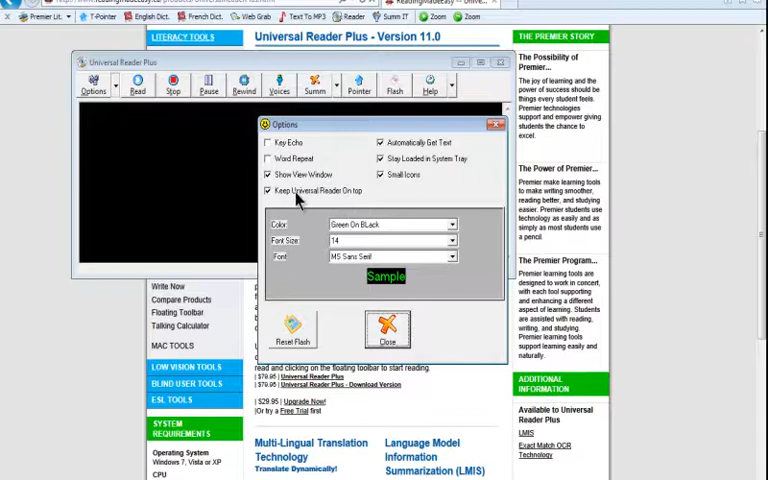 Premier Lit.
T-Pointer
English Dict.
French Dict.
Web Grab
Text To MP3
Reader
Summ IT
Zoom
Zoom
LITERACY TOOLS
Universal Reader Plus - Version 11.0
THE PREMIER STORY
The Possibility of
Premier...
The joy of learning and the
power of success should be
things every student feels.
Premier technologies
support and empower giving
students the chance to
excel.
The Power of Premier...
Premier make learning tools
to make writing smoother,
reading better, and studying
easier. Premier tools use
technology as easily and as
simply as most students use
a pencil.
The Premier Program...
Premier learning tools are
designed to work in concert,
with each tool supporting
and enhancing a different
aspect of learning. Students
are assisted with reading,
writing, and studying.
Premier learning tools
support learning easily and
naturally.
ADDITIONAL
INFORMATION
Available to Universal
Reader Plus
LMIS
Exact Match OCR
Technology
Universal Reader Plus
Options
Read
Stop
Pause
Rewind
Voices
Summ
Pointer
Flash
Help
Options
Key Echo
Automatically Get Text
Word Repeat
Stay Loaded in System Tray
Show View Window
Small Icons
Keep Universal Reader On top
Color:
Green On BLack
Font Size:
14
Font
MS Sans Serif
Sample
Reset Flash
Close
Write Now
Compare Products
Floating Toolbar
Talking Calculator
MAC TOOLS
LOW VISION TOOLS
BLIND USER TOOLS
ESL TOOLS
SYSTEM
REQUIREMENTS
Operating System
Windows 7, Vista or XP
CPU
read and clicking on the floating toolbar to start reading.
| $79.95 | Universal Reader Plus
| $79.95 | Universal Reader Plus - Download Version
| $29.95 | Upgrade Now!
|Or try a Free Trial first
Multi-Lingual Translation
Technology
Translate Dynamically!
Language Model
Information
Summarization (LMIS)